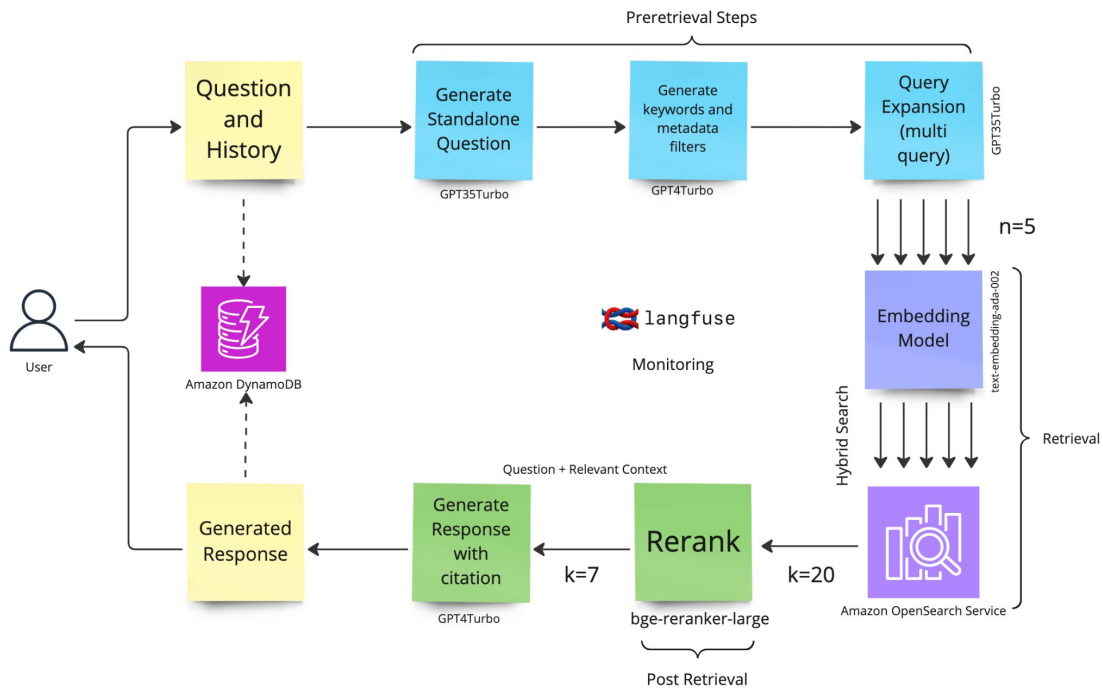 Preretrieval Steps
Question
and
History
Generate
Standalone
Question
GPT35Turbo
Generate
keywords and
metadata
filters
GPT4Turbo
Query
Expansion
(multi
query)
GPT35Turbo
n=5
User
Amazon DynamoDB
langfuse
Monitoring
Embedding
Model
text-embedding-ada-002
Hybrid Search
Retrieval
Amazon OpenSearch Service
k=20
Rerank
bge-reranker-large
Post Retrieval
Question + Relevant Context
k=7
Generate
Response
with
citation
GPT4Turbo
Generated
Response